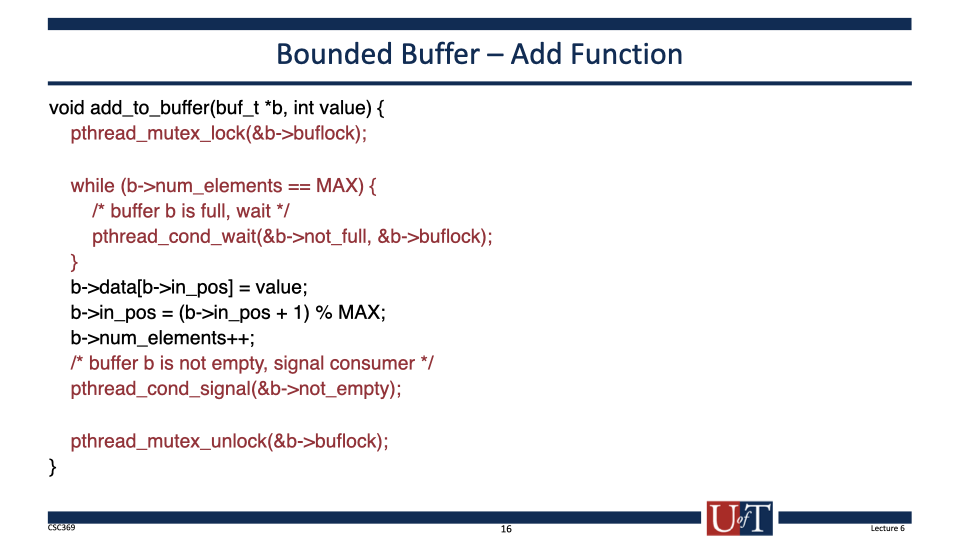 Bounded Buffer – Add Function
void add_to_buffer(buf_t *b, int value) {
pthread_mutex_lock(&b->buflock);
while (b->num_elements == MAX) {
/* buffer b is full, wait */
pthread_cond_wait(&b->not_full, &b->buflock);
}
b->data[b->in_pos] = value;
b->in_pos = (b->in_pos + 1) % MAX;
b->num_elements++;
/* buffer b is not empty, signal consumer */
pthread_cond_signal(&b->not_empty);
pthread_mutex_unlock(&b->buflock);
}
CSC369
16
U of T
Lecture 6